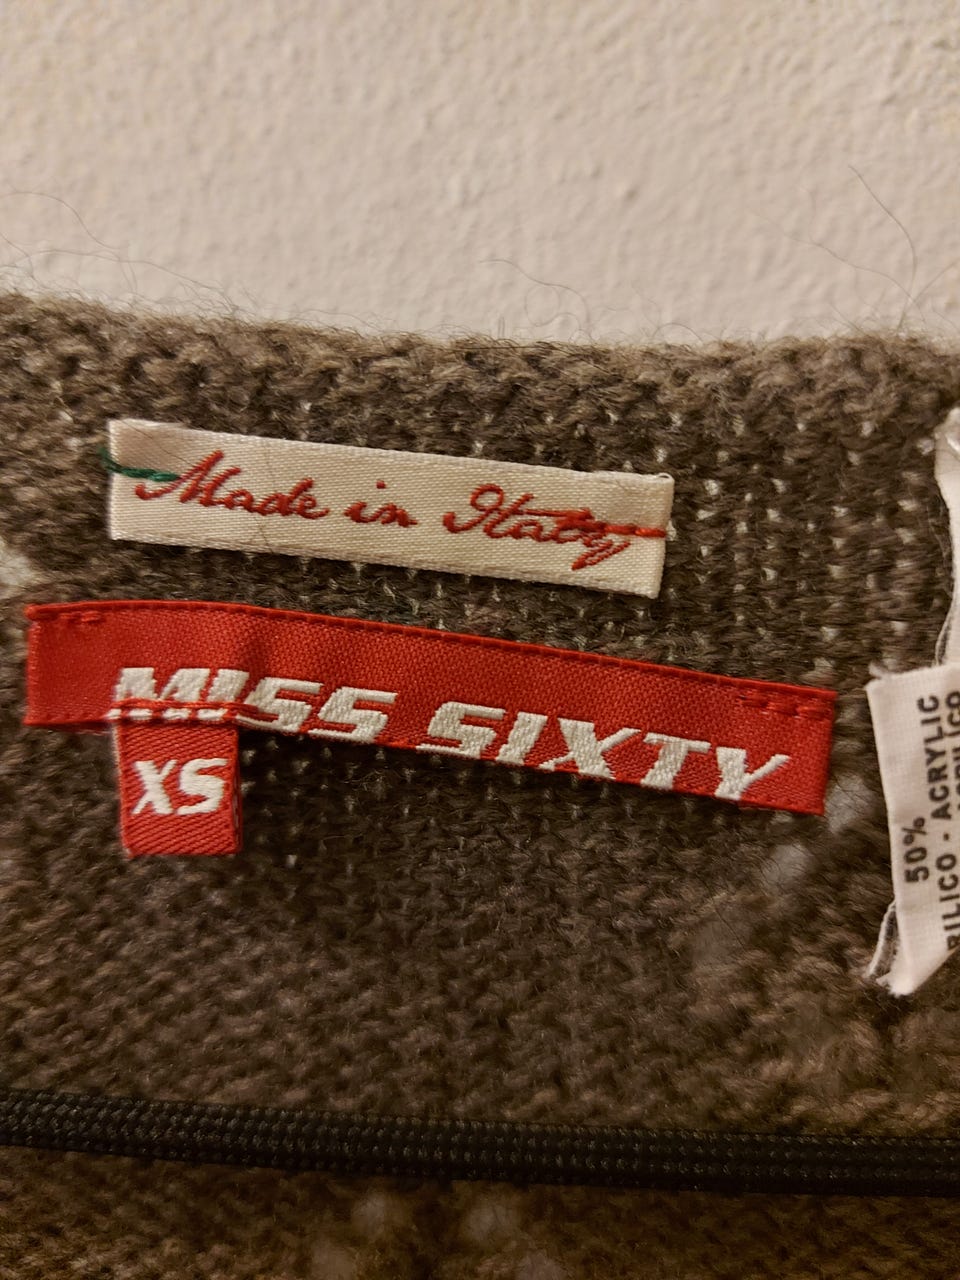 Made in Italy
MISS SIXTY
XS
50%
ACRYLIC